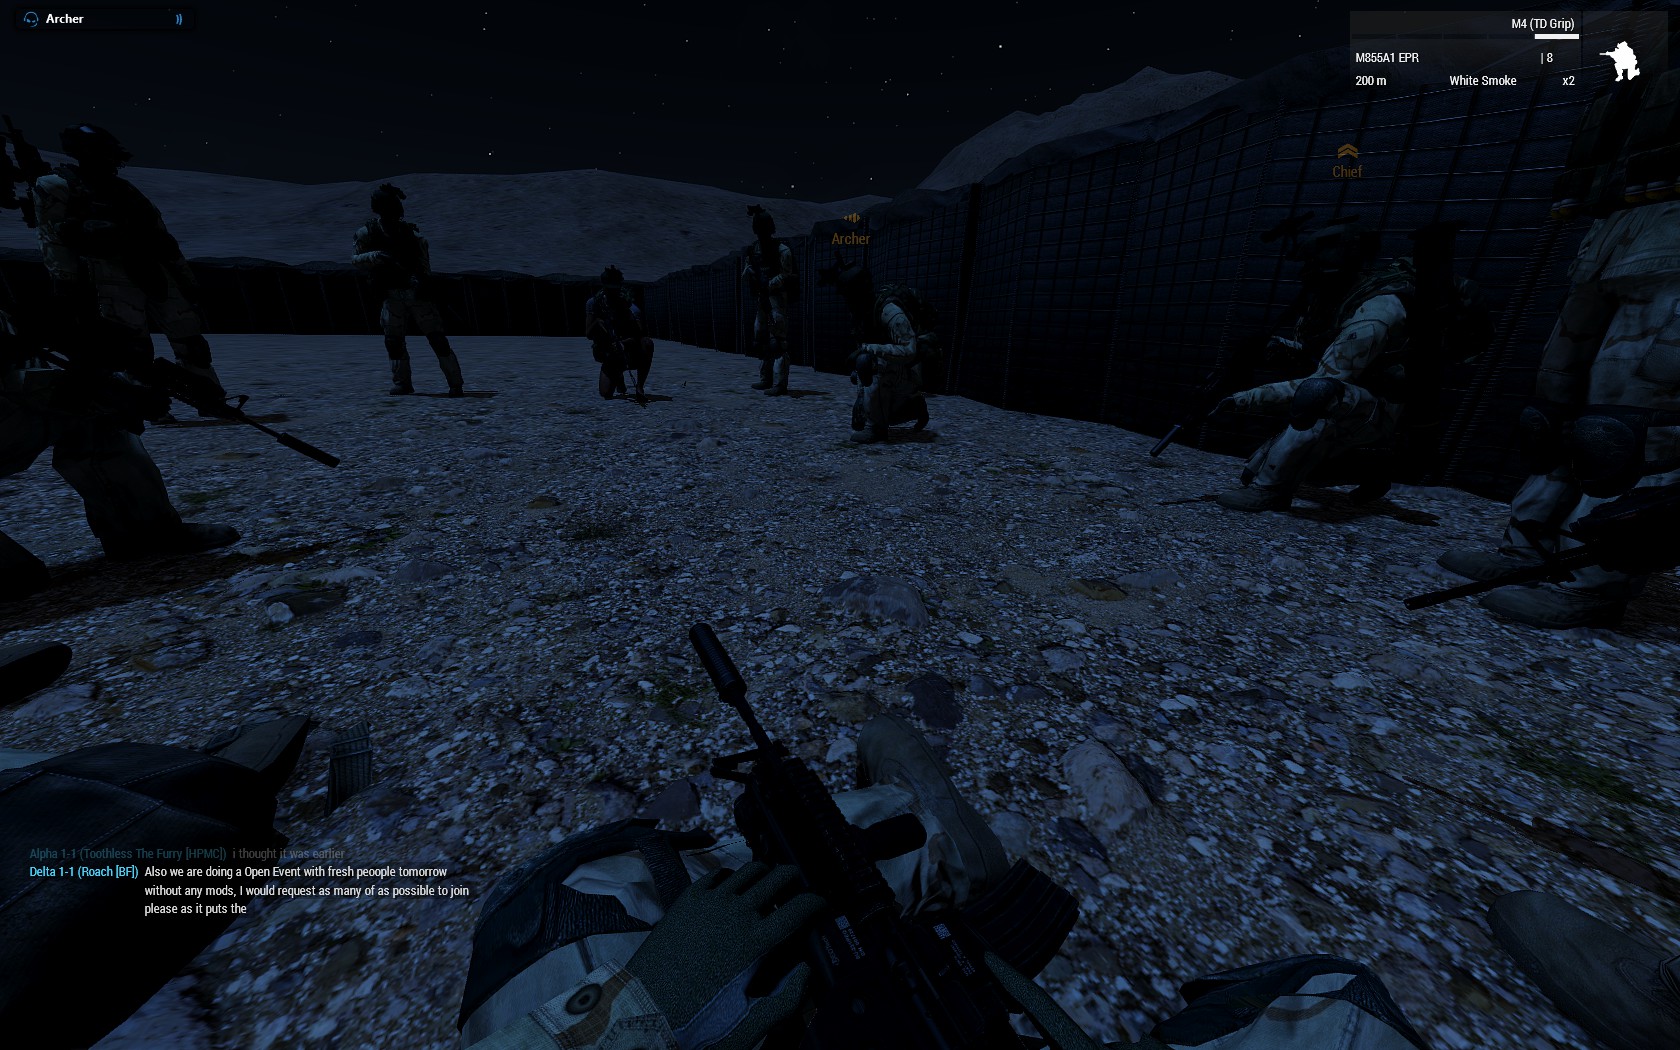 Archer
M4 (TD Grip)
M855A1 EPR | 8
200 m White Smoke x2
Chief
Archer
Alpha 1-1 (Toothless The Furry [HPMC]) i thought it was earlier
Delta 1-1 (Roach [BF]) Also we are doing a Open Event with fresh peoople tomorrow
without any mods, I would request as many of as possible to join
please as it puts the